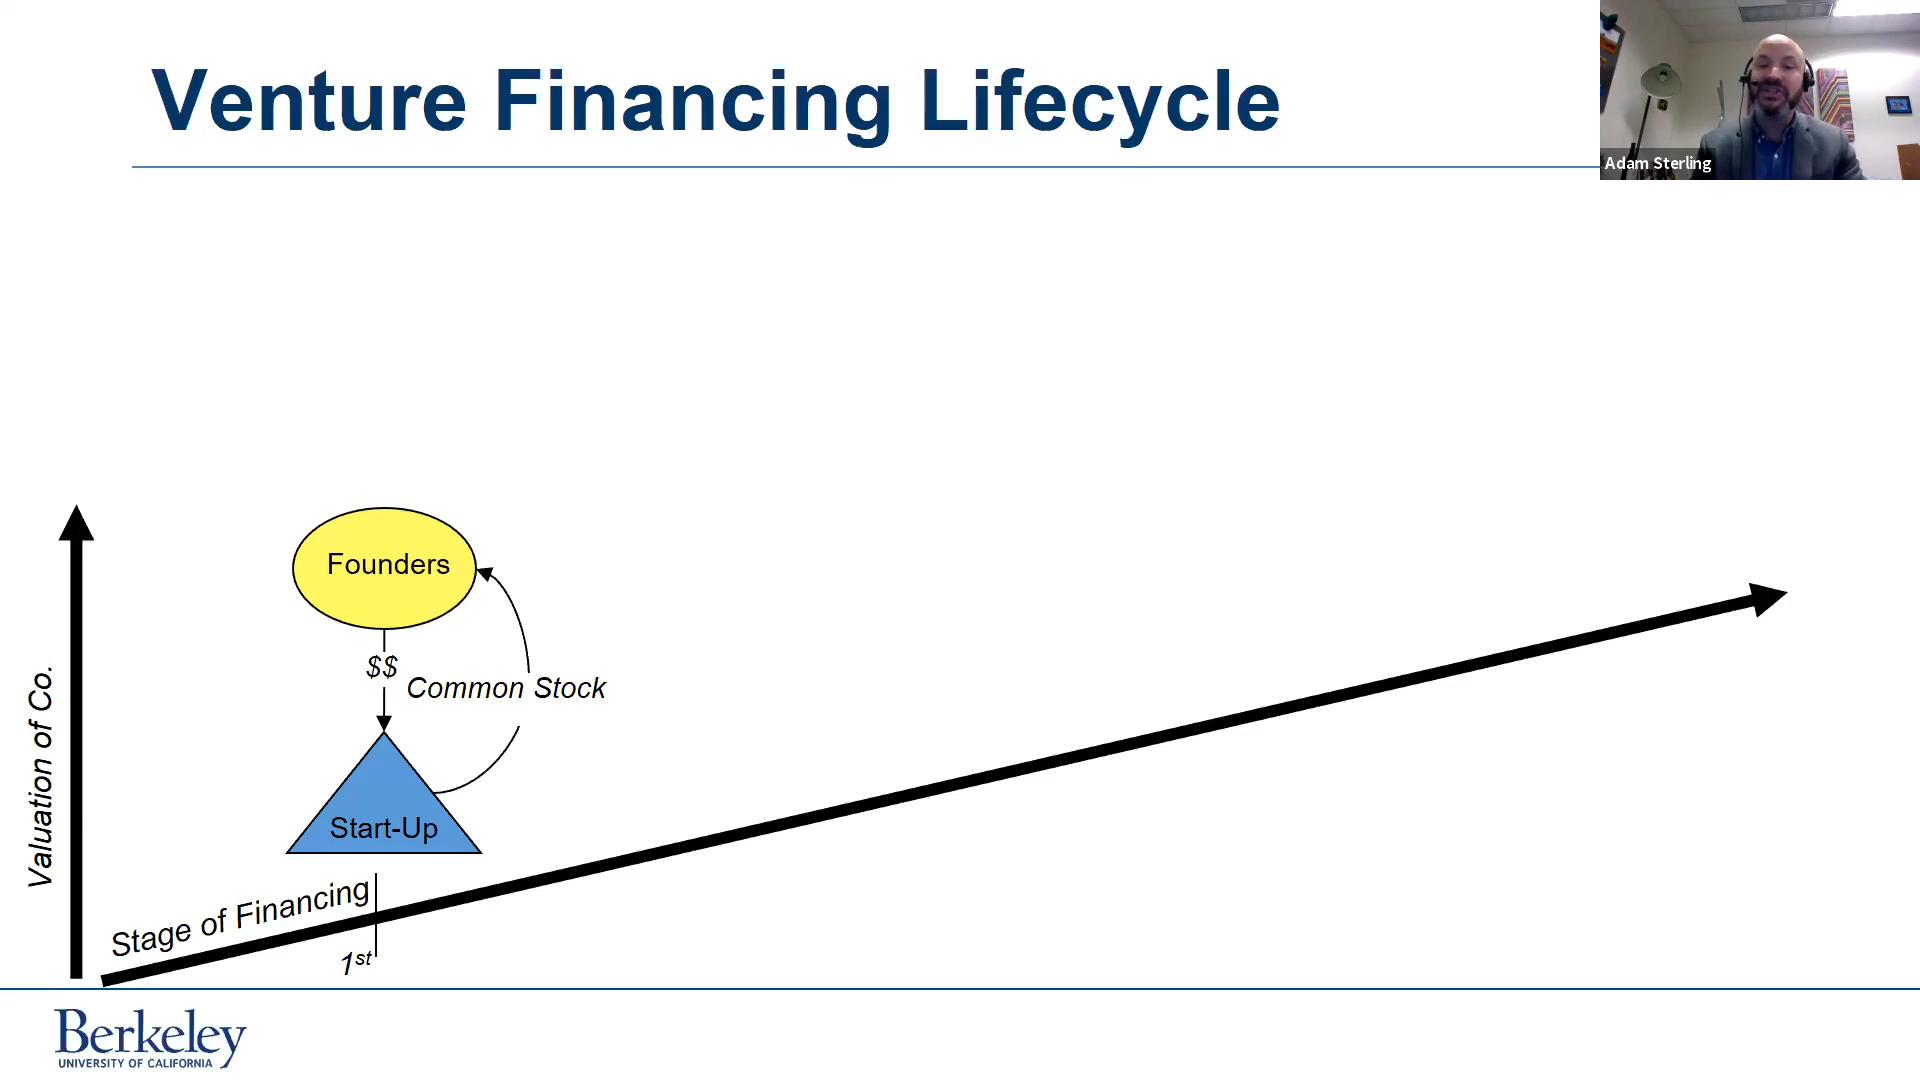 Venture Financing Lifecycle
Adam Sterling
Founders
$$
Common Stock
Start-Up
Valuation of Co.
Stage of Financing
1st
Berkeley
UNIVERSITY OF CALIFORNIA